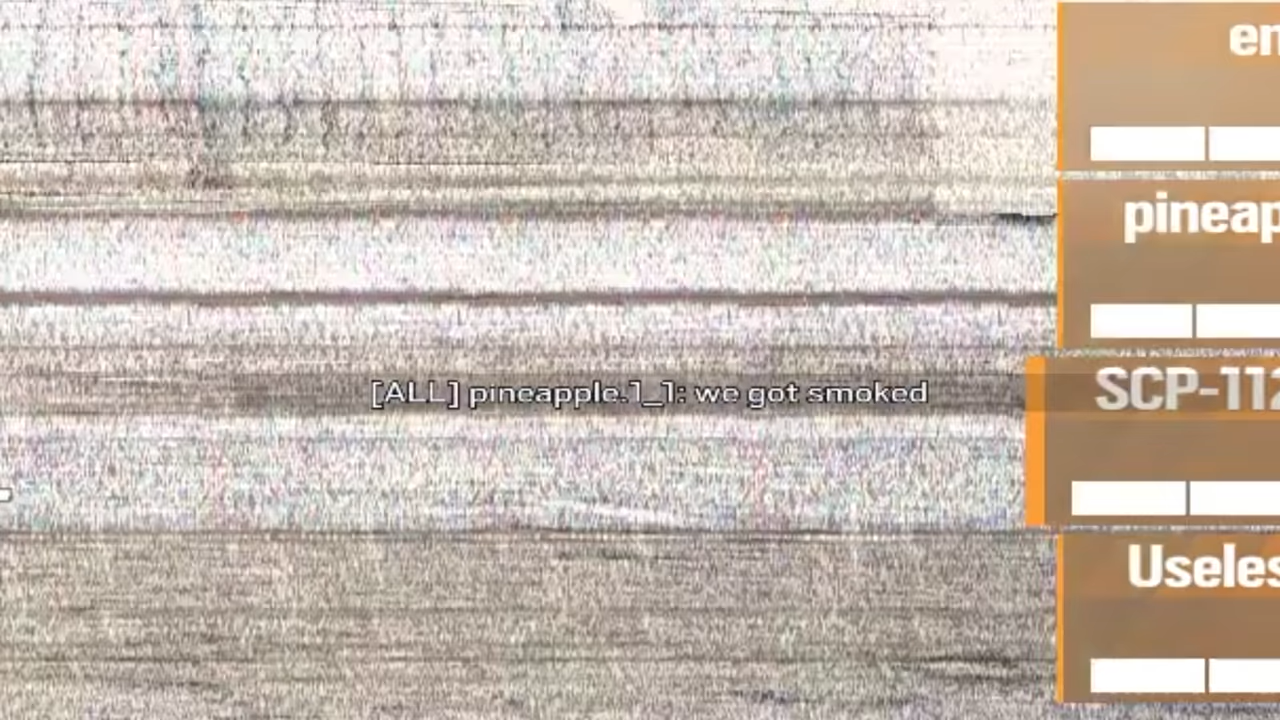 en
pineap
[ALL] pineapple.1_1: we got smoked
SCP-112
Useles